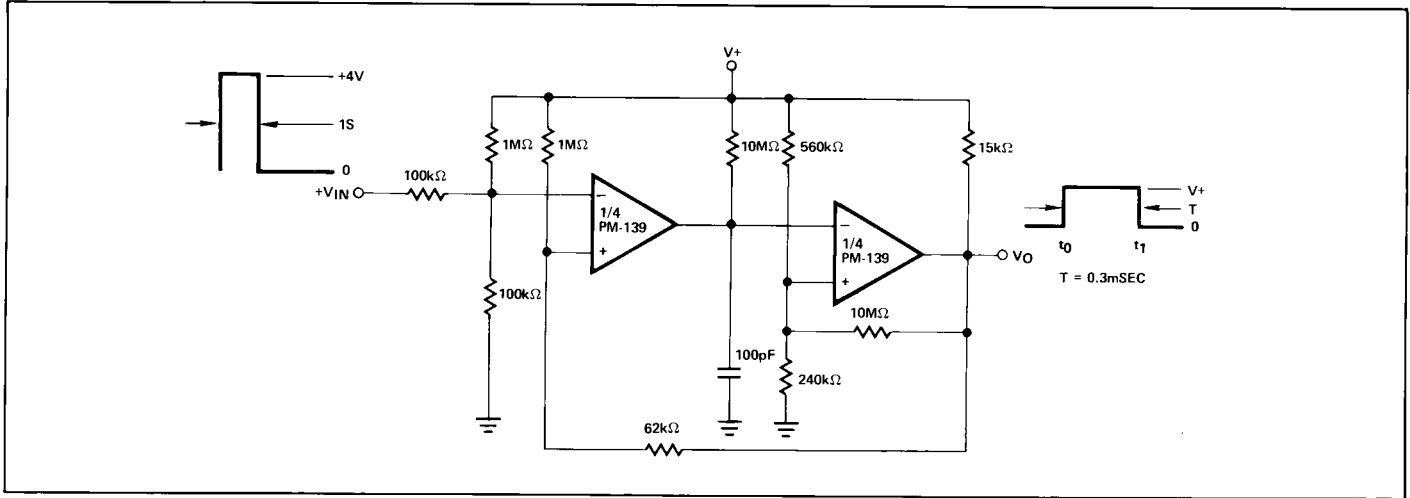 V+
+4V
1S
0
+VIN
100kΩ
1MΩ
1MΩ
10MΩ
560kΩ
15kΩ
−
1/4
PM-139
+
−
1/4
PM-139
+
VO
V+
T
0
t0
t1
T = 0.3mSEC
100kΩ
10MΩ
100pF
240kΩ
62kΩ